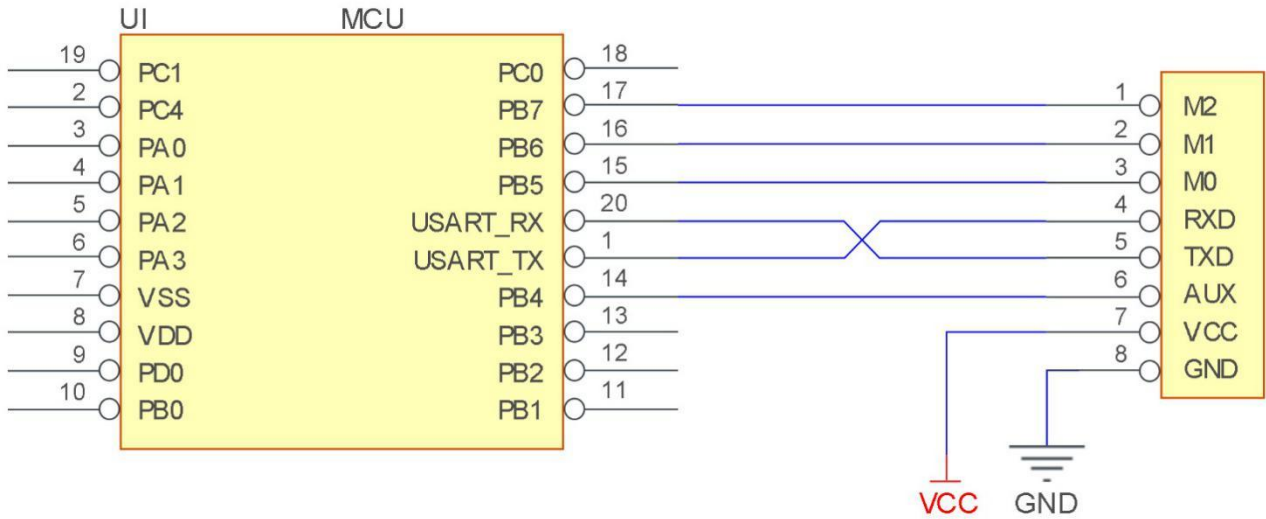 UI MCU
19 PC1 PC0 18
2 PC4 PB7 17 1 M2
3 PA0 PB6 16 2 M1
4 PA1 PB5 15 3 M0
5 PA2 USART_RX 20 4 RXD
6 PA3 USART_TX 1 5 TXD
7 VSS PB4 14 6 AUX
8 VDD PB3 13 7 VCC
9 PD0 PB2 12 8 GND
10 PB0 PB1 11
VCC GND